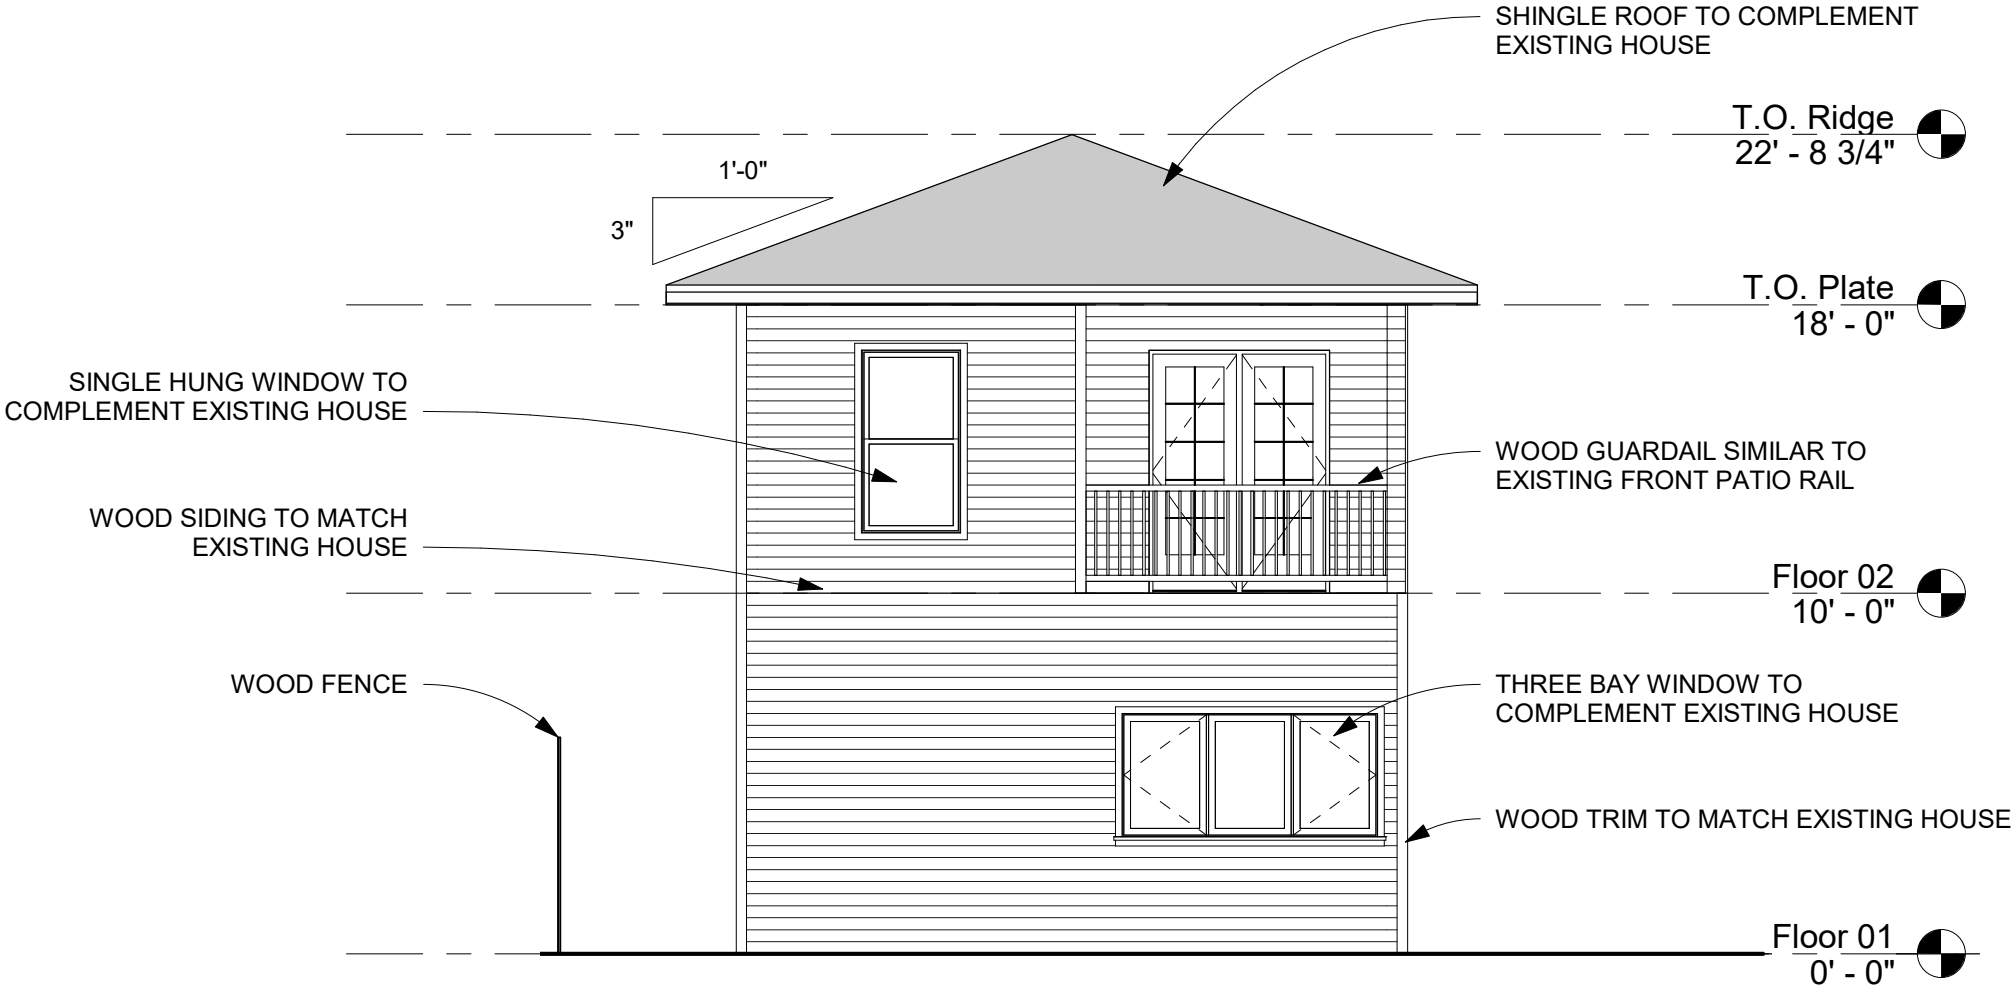 SHINGLE ROOF TO COMPLEMENT
EXISTING HOUSE
T.O. Ridge
22' - 8 3/4"
1'-0"
3"
T.O. Plate
18' - 0"
SINGLE HUNG WINDOW TO
COMPLEMENT EXISTING HOUSE
WOOD GUARDAIL SIMILAR TO
EXISTING FRONT PATIO RAIL
WOOD SIDING TO MATCH
EXISTING HOUSE
Floor 02
10' - 0"
WOOD FENCE
THREE BAY WINDOW TO
COMPLEMENT EXISTING HOUSE
WOOD TRIM TO MATCH EXISTING HOUSE
Floor 01
0' - 0"